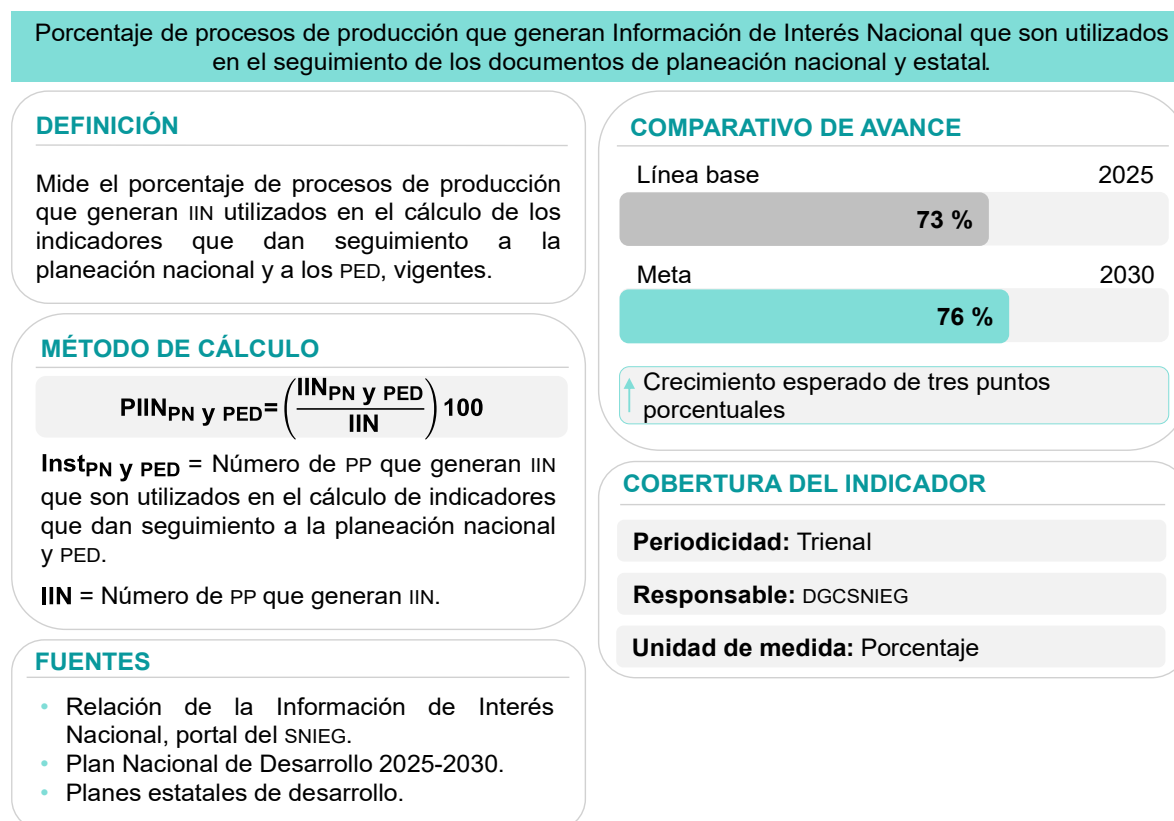 Porcentaje de procesos de producción que generan Información de Interés Nacional que son utilizados
en el seguimiento de los documentos de planeación nacional y estatal.
DEFINICIÓN
Mide el porcentaje de procesos de producción
que generan IIN utilizados en el cálculo de los
indicadores que dan seguimiento a la
planeación nacional y a los PED, vigentes.
MÉTODO DE CÁLCULO
PIIN_PN y PED = (IIN_PN y PED / IIN) 100
Inst_PN y PED = Número de PP que generan IIN
que son utilizados en el cálculo de indicadores
que dan seguimiento a la planeación nacional
y PED.
IIN = Número de PP que generan IIN.
FUENTES
• Relación de la Información de Interés
Nacional, portal del SNIEG.
• Plan Nacional de Desarrollo 2025-2030.
• Planes estatales de desarrollo.
COMPARATIVO DE AVANCE
Línea base 2025
73 %
Meta 2030
76 %
↑ Crecimiento esperado de tres puntos
porcentuales
COBERTURA DEL INDICADOR
Periodicidad: Trienal
Responsable: DGCSNIEG
Unidad de medida: Porcentaje